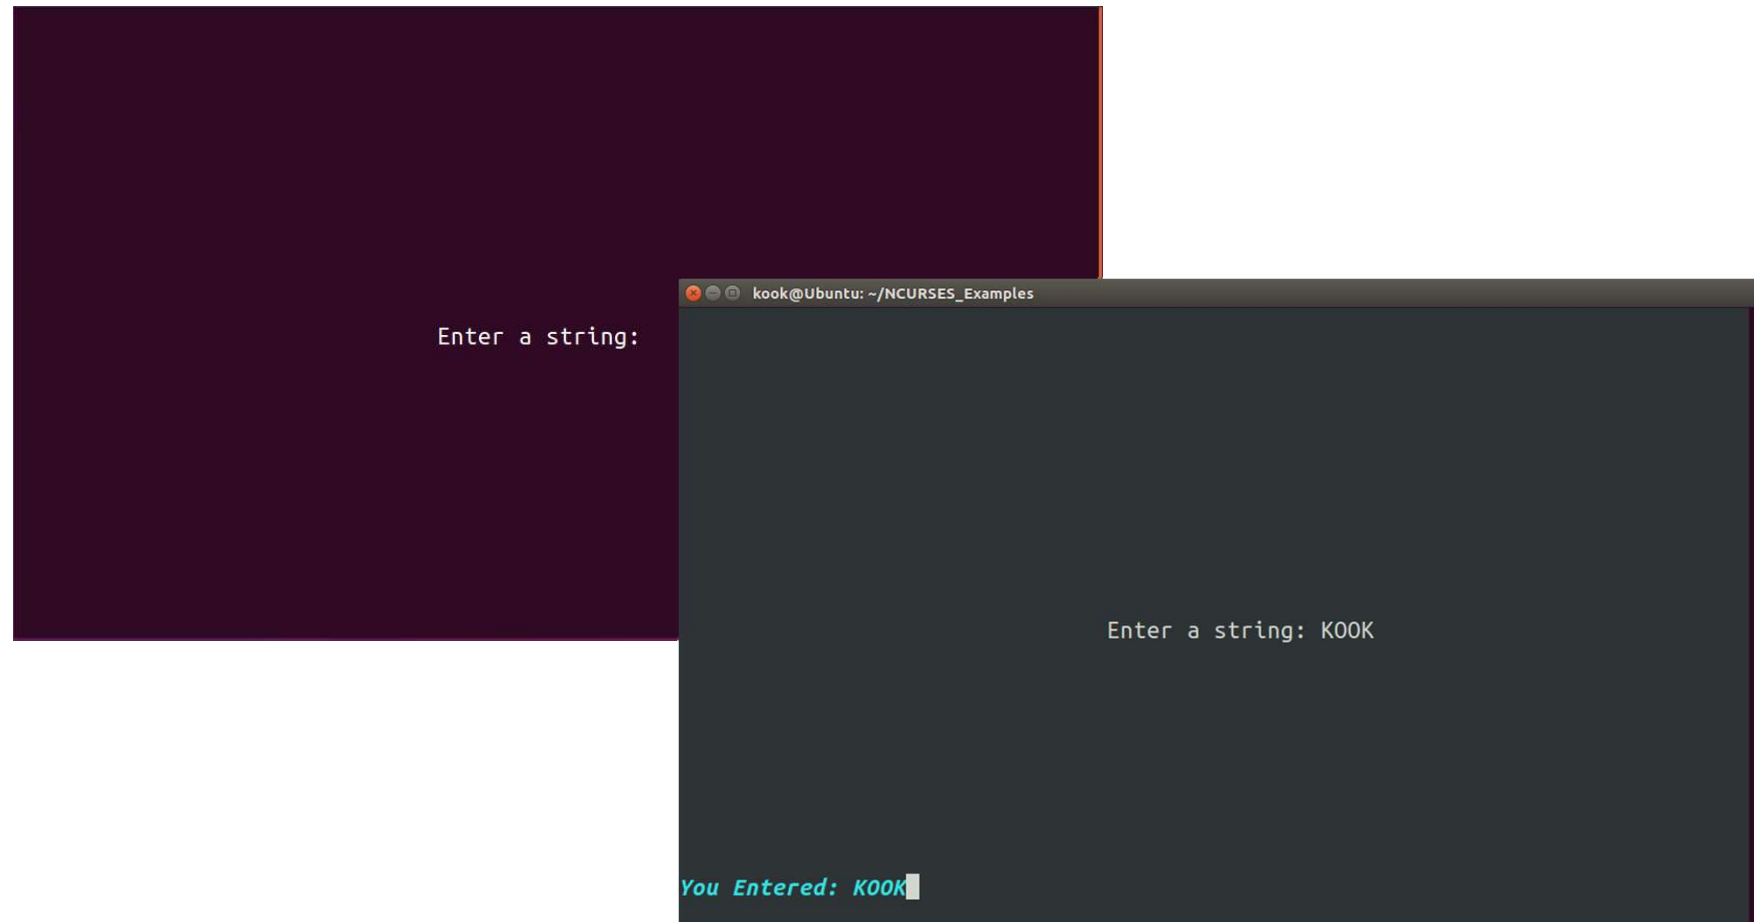 Enter a string:
kook@Ubuntu: ~/NCURSES_Examples
Enter a string: KOOK
You Entered: KOOK